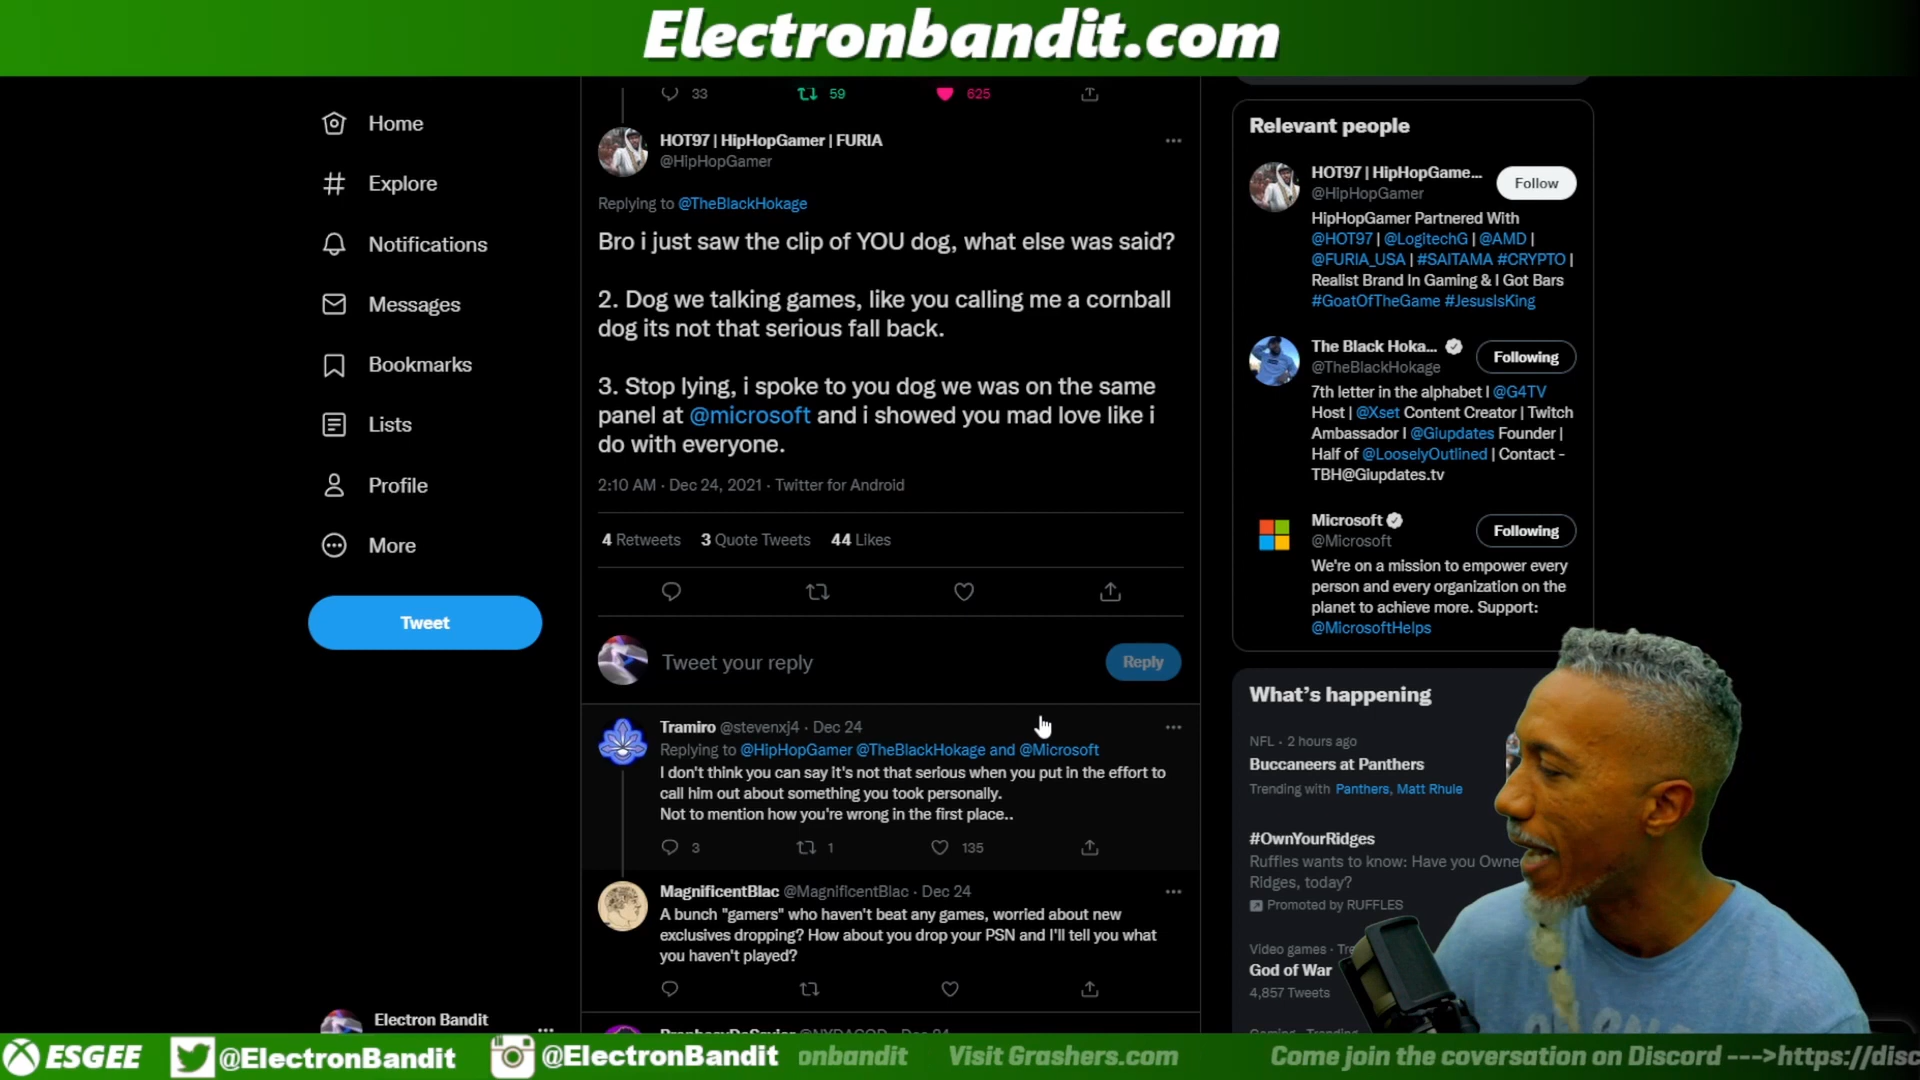 Electronbandit.com
Home
Explore
Notifications
Messages
Bookmarks
Lists
Profile
More
Tweet
Electron Bandit
33 59 625
HOT97 | HipHopGamer | FURIA
@HipHopGamer
Replying to @TheBlackHokage
Bro i just saw the clip of YOU dog, what else was said?
2. Dog we talking games, like you calling me a cornball
dog its not that serious fall back.
3. Stop lying, i spoke to you dog we was on the same
panel at @microsoft and i showed you mad love like i
do with everyone.
2:10 AM · Dec 24, 2021 · Twitter for Android
4 Retweets 3 Quote Tweets 44 Likes
Tweet your reply
Reply
Tramiro @stevenxj4 · Dec 24
Replying to @HipHopGamer @TheBlackHokage and @Microsoft
I don't think you can say it's not that serious when you put in the effort to
call him out about something you took personally.
Not to mention how you're wrong in the first place..
3 1 135
MagnificentBlac @MagnificentBlac · Dec 24
A bunch "gamers" who haven't beat any games, worried about new
exclusives dropping? How about you drop your PSN and I'll tell you what
you haven't played?
Relevant people
HOT97 | HipHopGame...
@HipHopGamer
Follow
HipHopGamer Partnered With
@HOT97 | @LogitechG | @AMD |
@FURIA_USA | #SAITAMA #CRYPTO |
Realist Brand In Gaming & I Got Bars
#GoatOfTheGame #JesusIsKing
The Black Hoka...
@TheBlackHokage
Following
7th letter in the alphabet l @G4TV
Host | @Xset Content Creator | Twitch
Ambassador l @Giupdates Founder |
Half of @LooselyOutlined | Contact -
TBH@Giupdates.tv
Microsoft
@Microsoft
Following
We're on a mission to empower every
person and every organization on the
planet to achieve more. Support:
@MicrosoftHelps
What's happening
NFL · 2 hours ago
Buccaneers at Panthers
Trending with Panthers, Matt Rhule
#OwnYourRidges
Ruffles wants to know: Have you Owne
Ridges, today?
Promoted by RUFFLES
Video games · Tre
God of War
4,857 Tweets
ESGEE @ElectronBandit @ElectronBandit onbandit Visit Grashers.com Come join the coversation on Discord --->https://disc